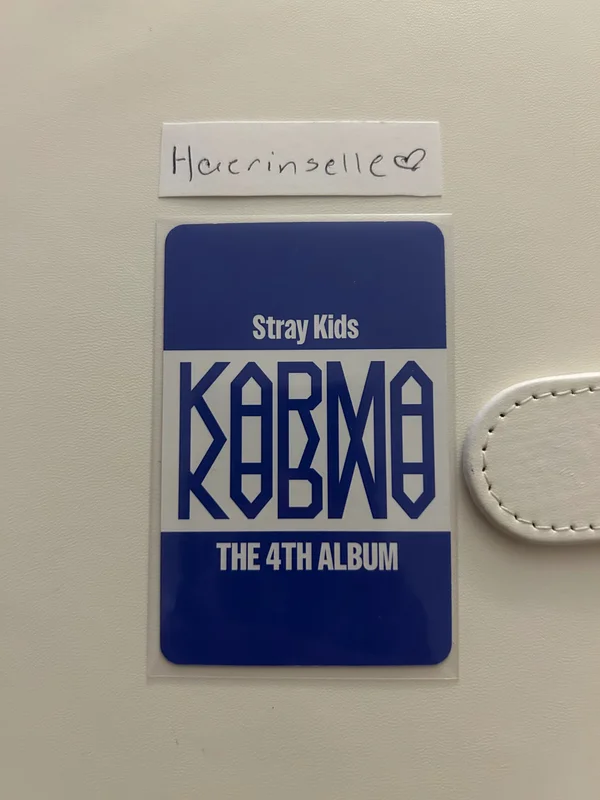 Haerinselle♡
Stray Kids
KARMA
THE 4TH ALBUM